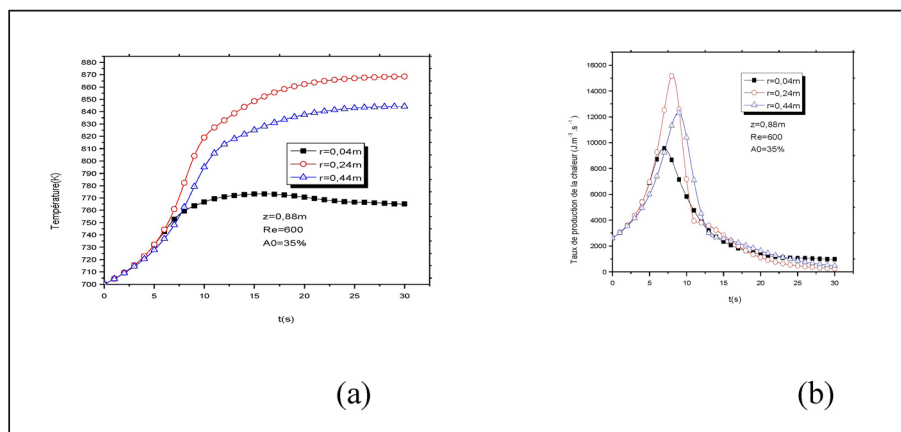 870
860
850
840
830
820
810
800
790
780
770
760
750
740
730
720
710
700
Température(K)
r=0,04m
r=0,24m
r=0,44m
z=0,88m
Re=600
A0=35%
0 5 10 15 20 25 30
t(s)
(a)
16000
14000
12000
10000
8000
6000
4000
2000
0
Taux de production de la chaleur (J.m⁻³.s⁻¹)
r=0,04m
r=0,24m
r=0,44m
z=0,88m
Re=600
A0=35%
0 5 10 15 20 25 30
t(s)
(b)